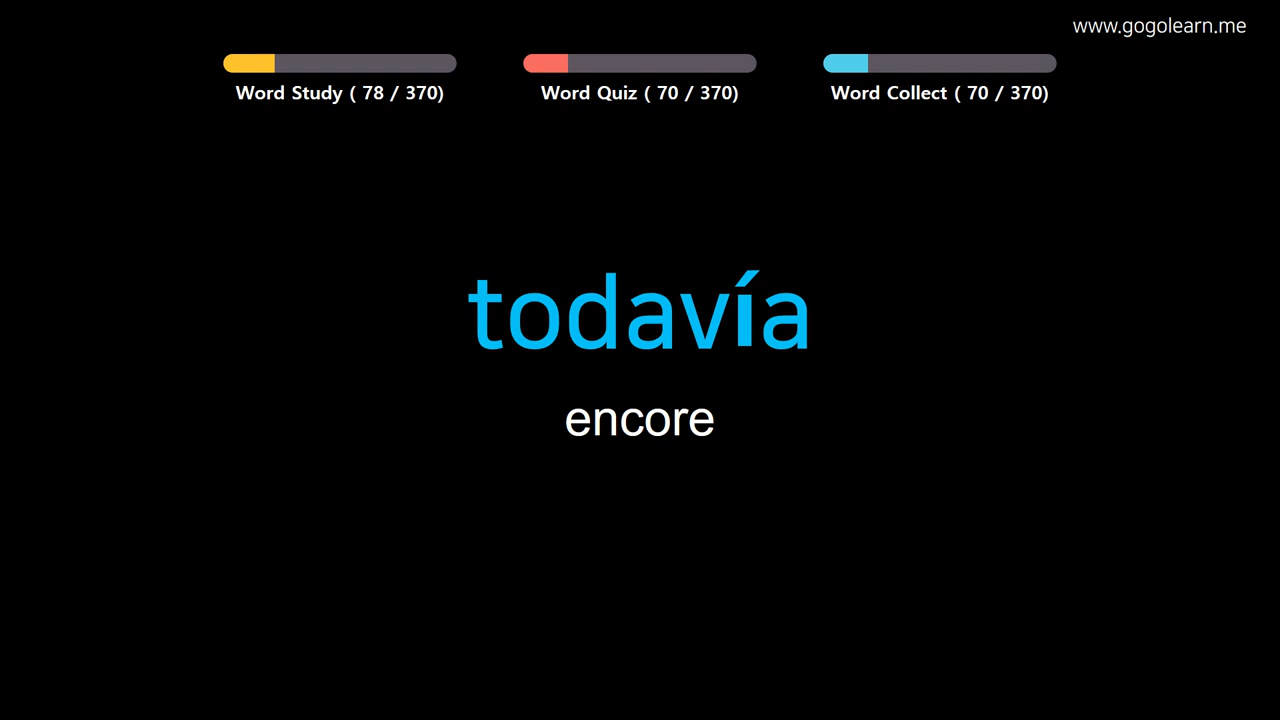 www.gogolearn.me
Word Study ( 78 / 370)
Word Quiz ( 70 / 370)
Word Collect ( 70 / 370)
todavía
encore